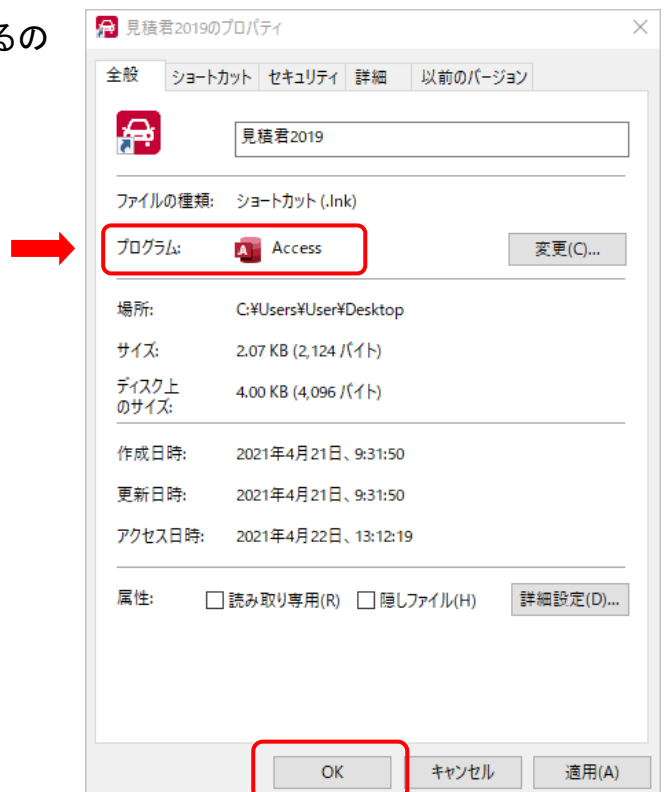 るの
見積君2019のプロパティ
全般 ショートカット セキュリティ 詳細 以前のバージョン
見積君2019
ファイルの種類: ショートカット (.lnk)
プログラム: Access 変更(C)...
場所: C:¥Users¥User¥Desktop
サイズ: 2.07 KB (2,124 バイト)
ディスク上
のサイズ: 4.00 KB (4,096 バイト)
作成日時: 2021年4月21日、9:31:50
更新日時: 2021年4月21日、9:31:50
アクセス日時: 2021年4月22日、13:12:19
属性: 読み取り専用(R) 隠しファイル(H) 詳細設定(D)...
OK キャンセル 適用(A)